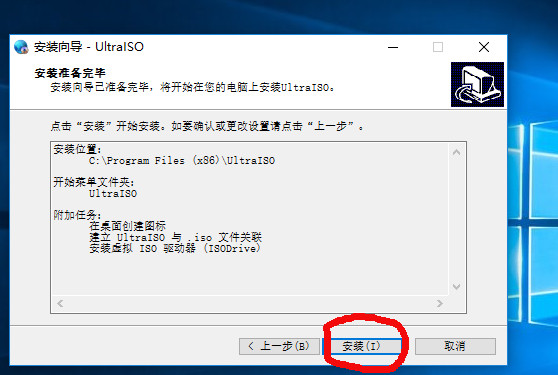 安装向导 - UltraISO
安装准备完毕
安装向导已准备完毕，将开始在您的电脑上安装UltraISO。
点击“安装”开始安装。如要确认或更改设置请点击“上一步”。
安装位置：
C:\Program Files (x86)\UltraISO
开始菜单文件夹：
UltraISO
附加任务：
在桌面创建图标
建立 UltraISO 与 .iso 文件关联
安装虚拟 ISO 驱动器 (ISODrive)
< 上一步(B) 安装(I) 取消